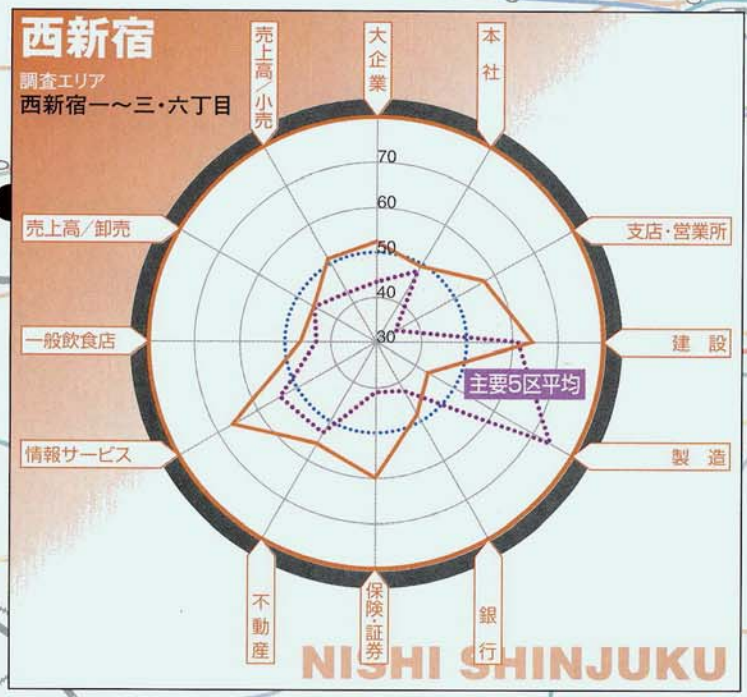 西新宿
調査エリア
西新宿一〜三・六丁目
大企業
本社
支店・営業所
建設
製造
銀行
保険・証券
不動産
情報サービス
一般飲食店
売上高/卸売
売上高/小売
70
60
50
40
30
主要5区平均
NISHI SHINJUKU